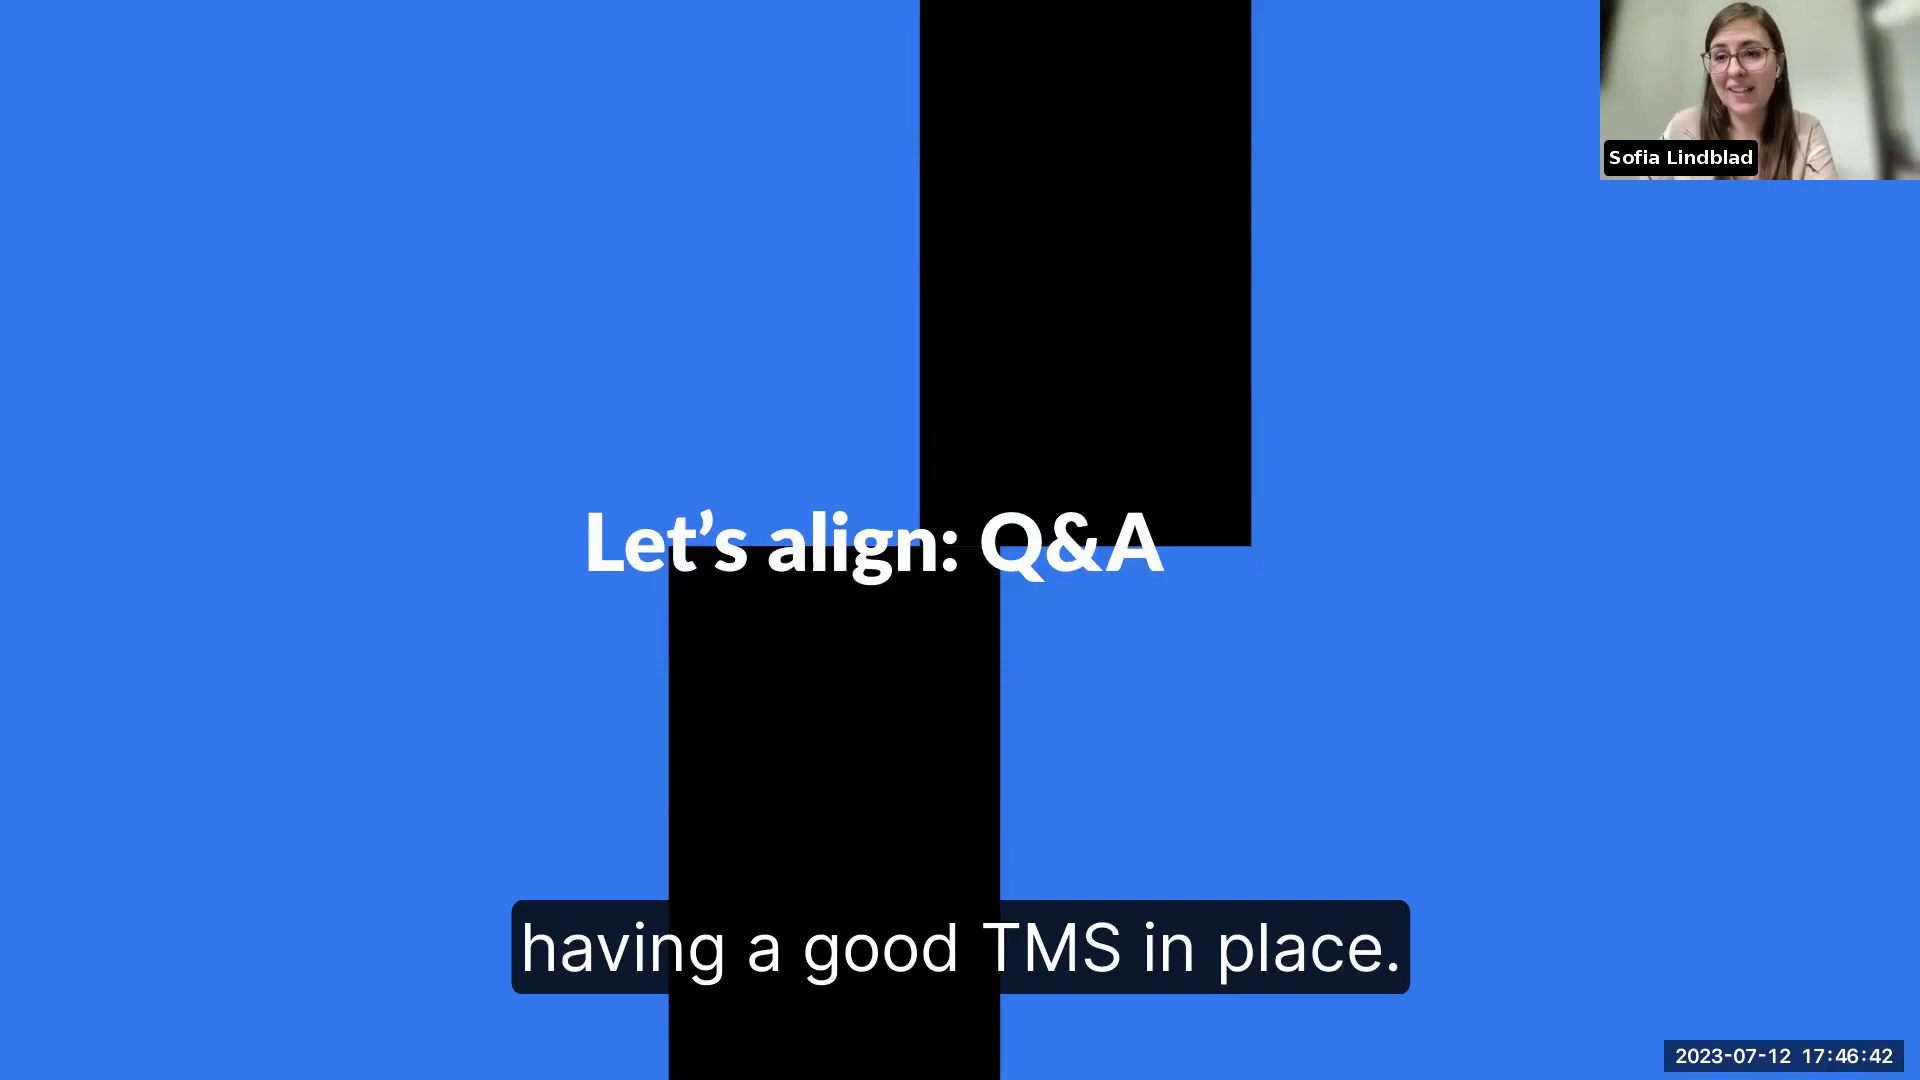 Sofia Lindblad
Let’s align: Q&A
having a good TMS in place.
2023-07-12 17:46:42